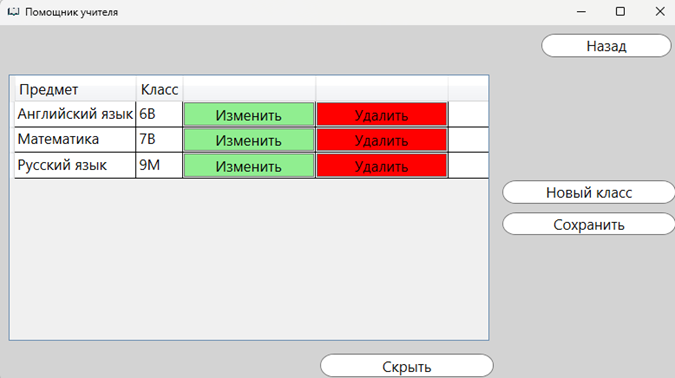 Помощник учителя
Назад
Предмет Класс
Английский язык 6В Изменить Удалить
Математика 7В Изменить Удалить
Русский язык 9М Изменить Удалить
Новый класс
Сохранить
Скрыть